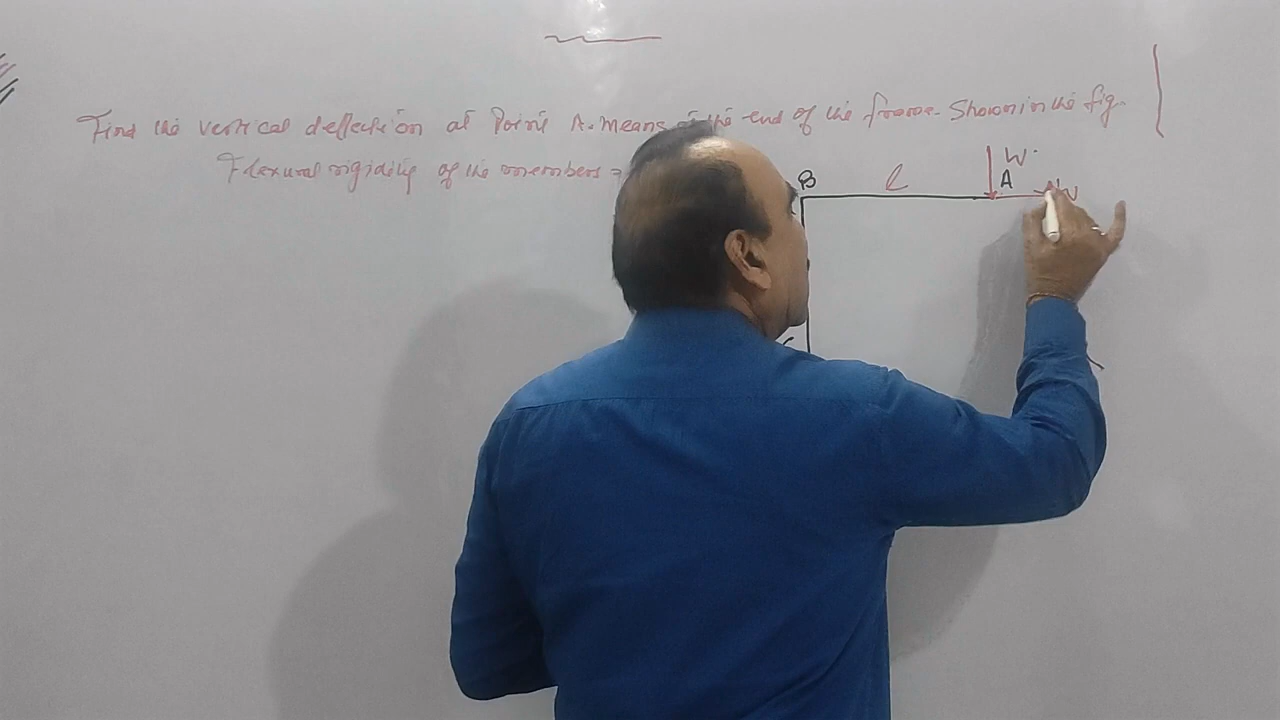 Find the vertical deflection at Point A. Means of the end of the frame. Shown in the fig.
Flexural rigidity of the members =
B l W.
A W